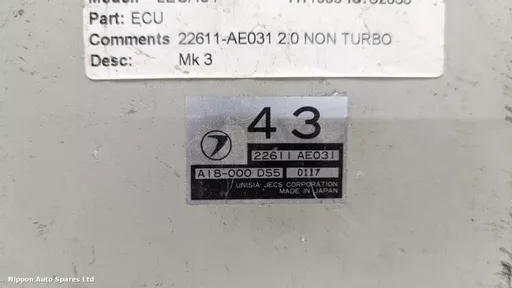 Part: ECU
Comments 22611-AE031 2.0 NON TURBO
Desc: Mk 3
43
22611 AE031
A18-000 DS5 0117
UNISIA JECS CORPORATION
MADE IN JAPAN
Nippon Auto Spares Ltd